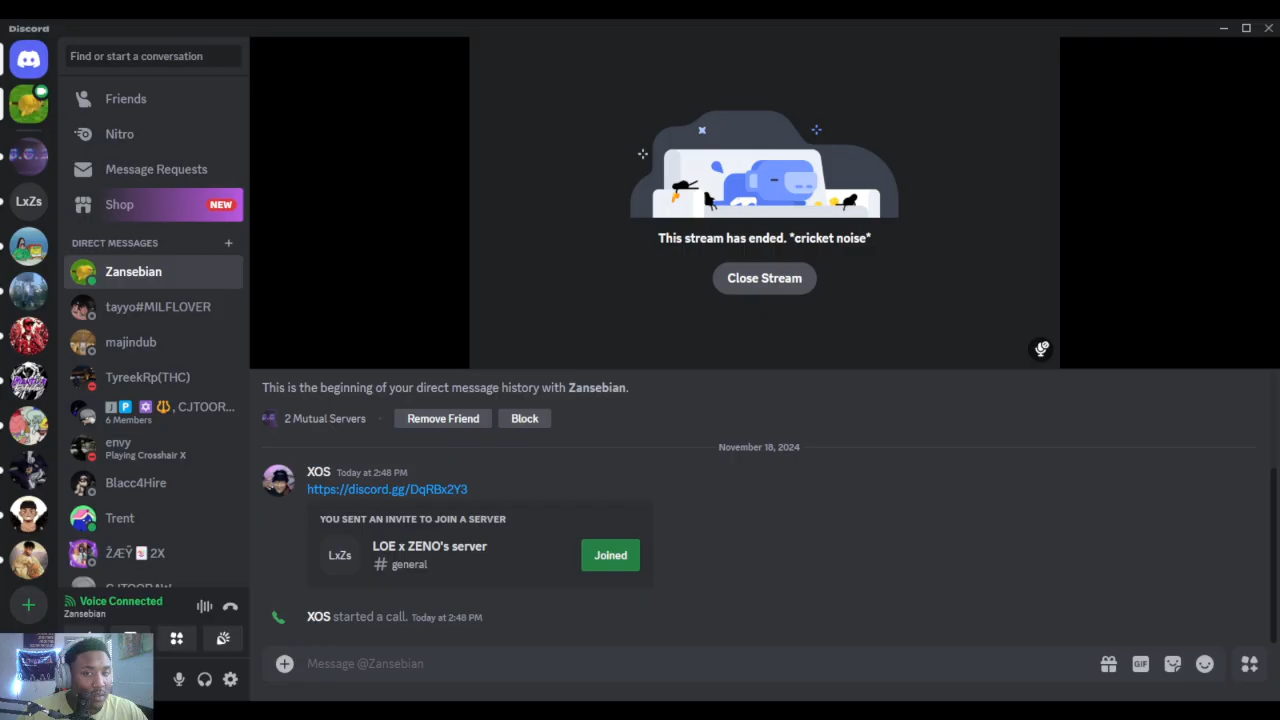 Discord
Find or start a conversation
Friends
Nitro
Message Requests
Shop
NEW
DIRECT MESSAGES
Zansebian
tayyo#MILFLOVER
majindub
TyreekRp(THC)
J P 🔯 🔱, CJTOOR...
6 Members
envy
Playing Crosshair X
Blacc4Hire
Trent
ŽÆŸ🃏2X
Voice Connected
Zansebian
LxZs
This stream has ended. *cricket noise*
Close Stream
This is the beginning of your direct message history with Zansebian.
2 Mutual Servers
Remove Friend
Block
November 18, 2024
XOS Today at 2:48 PM
https://discord.gg/DqRBx2Y3
YOU SENT AN INVITE TO JOIN A SERVER
LxZs
LOE x ZENO's server
# general
Joined
XOS started a call. Today at 2:48 PM
Message @Zansebian
GIF